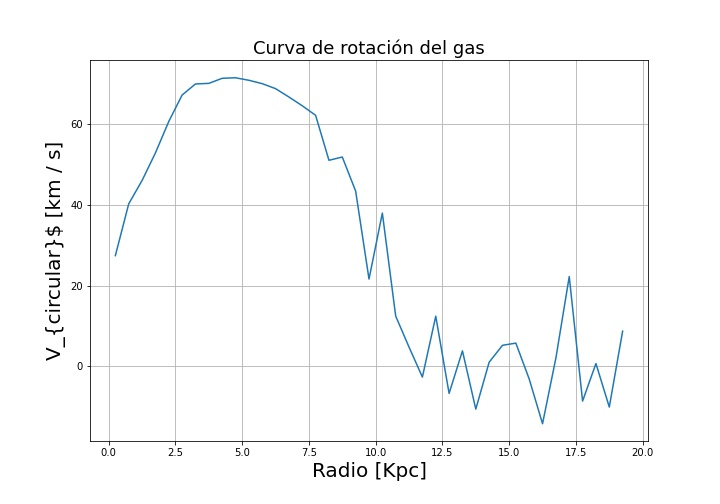 Curva de rotación del gas
V_{circular}$ [km / s]
60
40
20
0
0.0 2.5 5.0 7.5 10.0 12.5 15.0 17.5 20.0
Radio [Kpc]